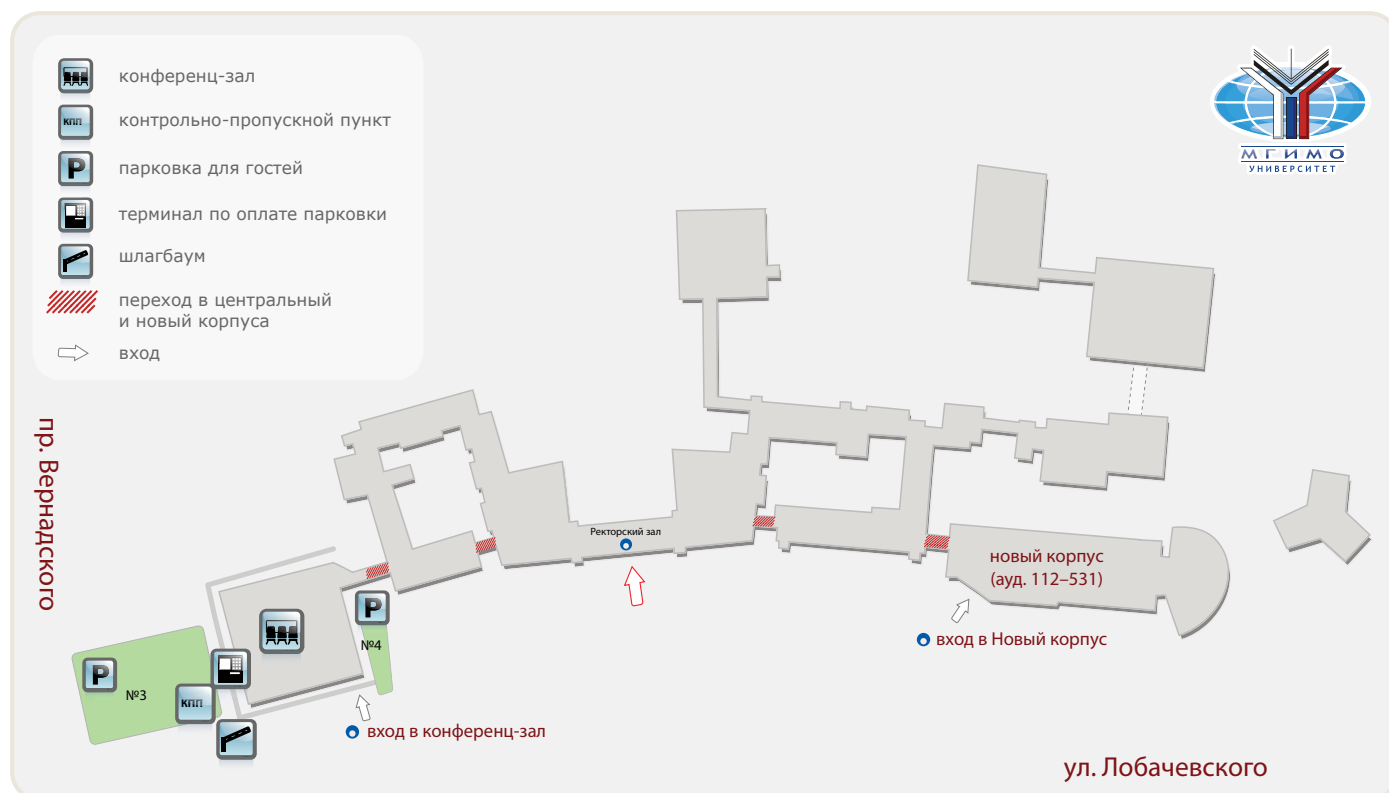 конференц-зал
КПП
контрольно-пропускной пункт
P
парковка для гостей
терминал по оплате парковки
шлагбаум
переход в центральный
и новый корпуса
вход
МГИМО
УНИВЕРСИТЕТ
пр. Вернадского
Ректорский зал
новый корпус
(ауд. 112–531)
вход в Новый корпус
P
№4
P
№3
КПП
вход в конференц-зал
ул. Лобачевского